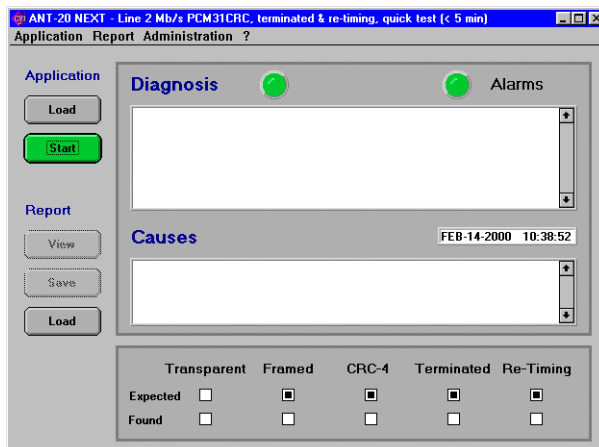 ANT-20 NEXT - Line 2 Mb/s PCM31CRC, terminated & re-timing, quick test (< 5 min)
Application Report Administration ?
Application
Load
Start
Report
View
Save
Load
Diagnosis
Alarms
Causes
FEB-14-2000 10:38:52
Transparent Framed CRC-4 Terminated Re-Timing
Expected
Found